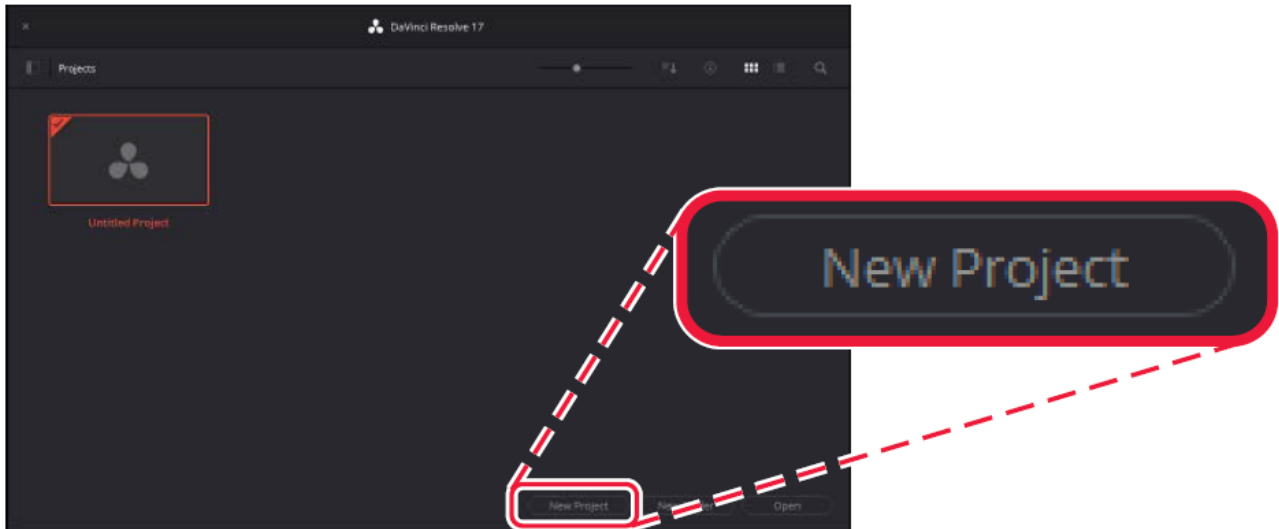 DaVinci Resolve 17
Projects
Untitled Project
New Project
New Project
Open